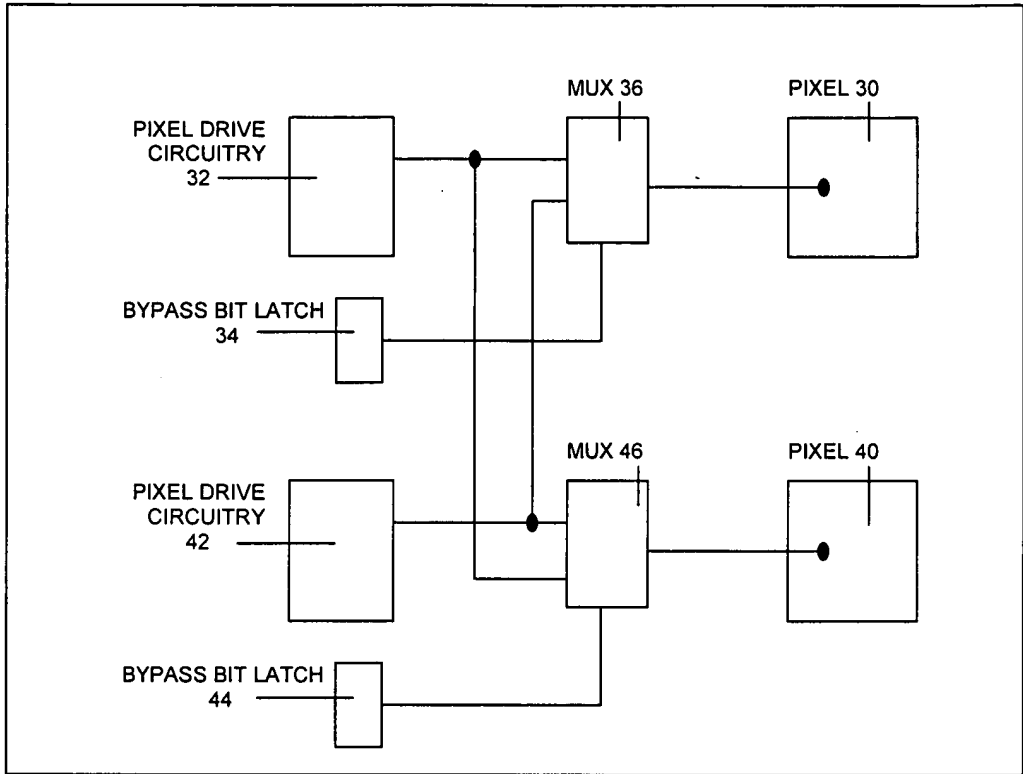 MUX 36
PIXEL 30
PIXEL DRIVE
CIRCUITRY
32
BYPASS BIT LATCH
34
MUX 46
PIXEL 40
PIXEL DRIVE
CIRCUITRY
42
BYPASS BIT LATCH
44